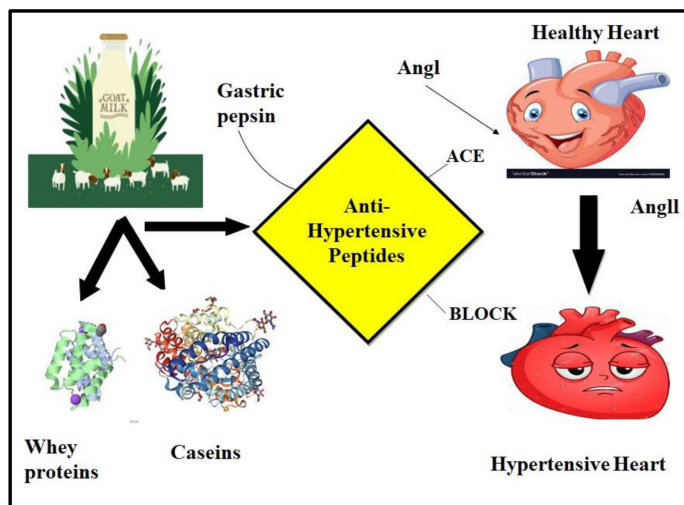 Healthy Heart
GOAT
MILK
Gastric
pepsin
AngI
ACE
VectorStock
Anti-
Hypertensive
Peptides
AngII
BLOCK
Whey
proteins
Caseins
Hypertensive Heart